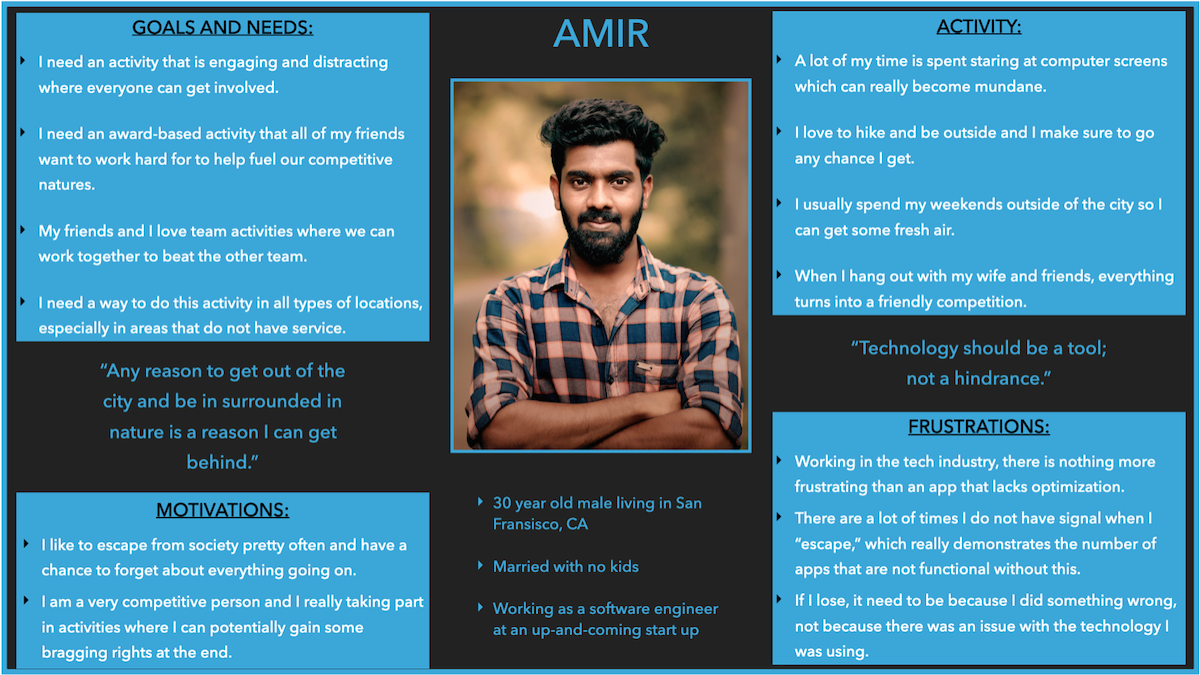 AMIR
GOALS AND NEEDS:
I need an activity that is engaging and distracting
where everyone can get involved.
I need an award-based activity that all of my friends
want to work hard for to help fuel our competitive
natures.
My friends and I love team activities where we can
work together to beat the other team.
I need a way to do this activity in all types of locations,
especially in areas that do not have service.
“Any reason to get out of the
city and be in surrounded in
nature is a reason I can get
behind.”
MOTIVATIONS:
I like to escape from society pretty often and have a
chance to forget about everything going on.
I am a very competitive person and I really taking part
in activities where I can potentially gain some
bragging rights at the end.
30 year old male living in San
Fransisco, CA
Married with no kids
Working as a software engineer
at an up-and-coming start up
ACTIVITY:
A lot of my time is spent staring at computer screens
which can really become mundane.
I love to hike and be outside and I make sure to go
any chance I get.
I usually spend my weekends outside of the city so I
can get some fresh air.
When I hang out with my wife and friends, everything
turns into a friendly competition.
“Technology should be a tool;
not a hindrance.”
FRUSTRATIONS:
Working in the tech industry, there is nothing more
frustrating than an app that lacks optimization.
There are a lot of times I do not have signal when I
“escape,” which really demonstrates the number of
apps that are not functional without this.
If I lose, it need to be because I did something wrong,
not because there was an issue with the technology I
was using.